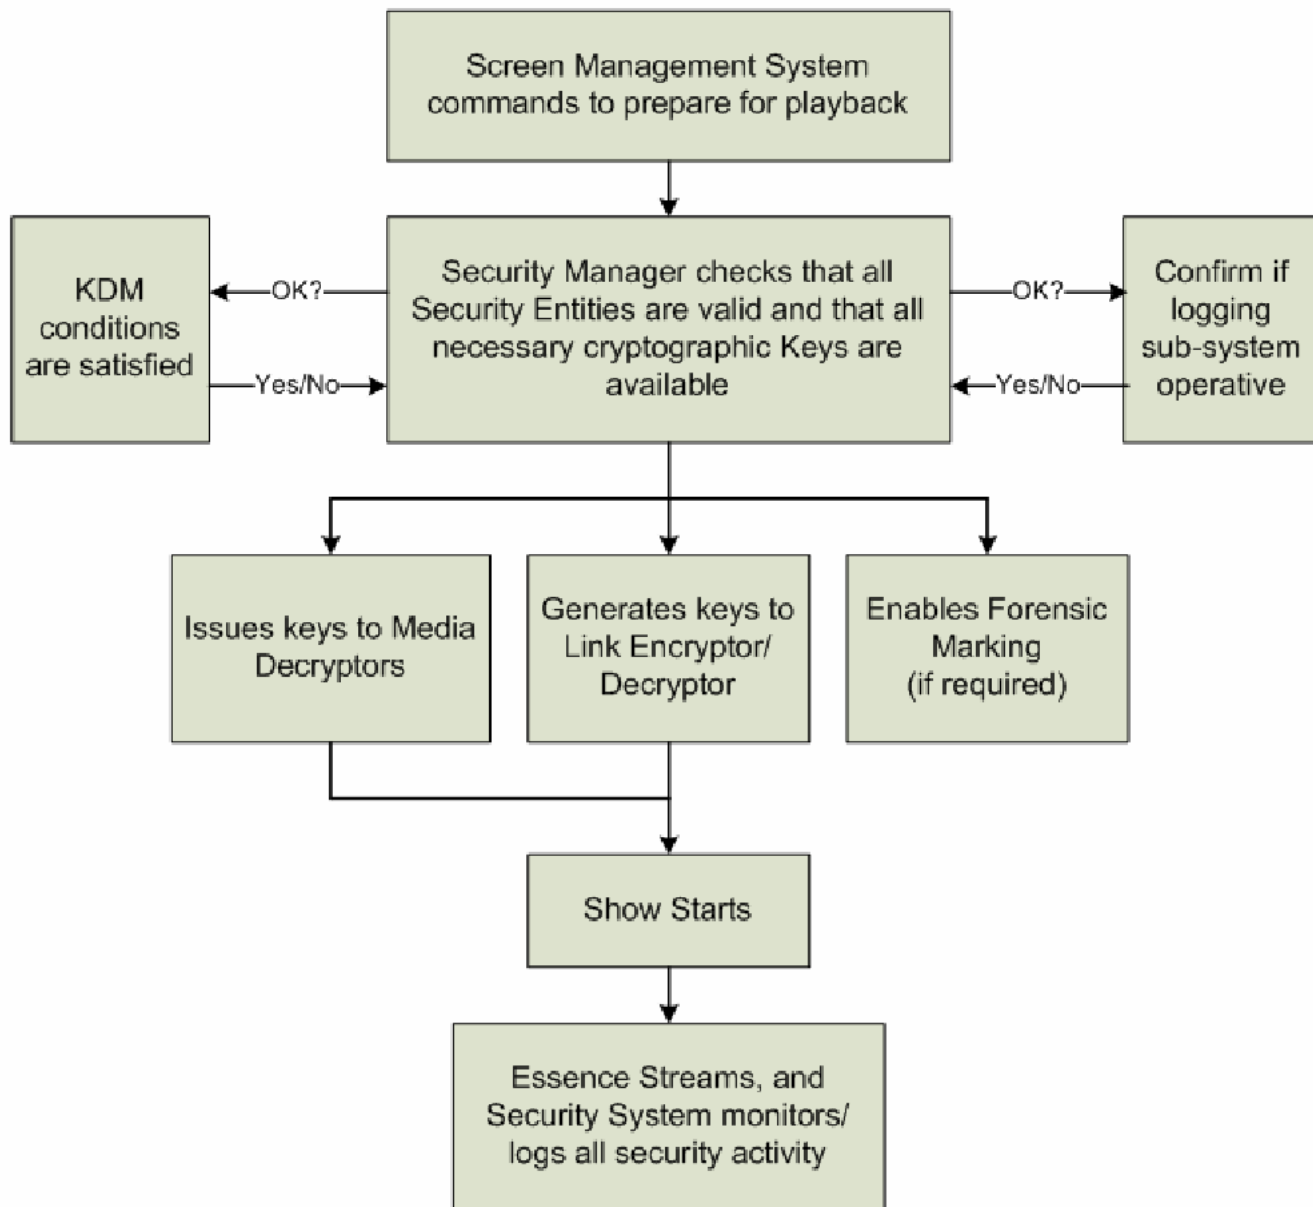 Screen Management System
commands to prepare for playback
KDM
conditions
are satisfied
OK?
Yes/No
Security Manager checks that all
Security Entities are valid and that all
necessary cryptographic Keys are
available
OK?
Yes/No
Confirm if
logging
sub-system
operative
Issues keys to Media
Decryptors
Generates keys to
Link Encryptor/
Decryptor
Enables Forensic
Marking
(if required)
Show Starts
Essence Streams, and
Security System monitors/
logs all security activity